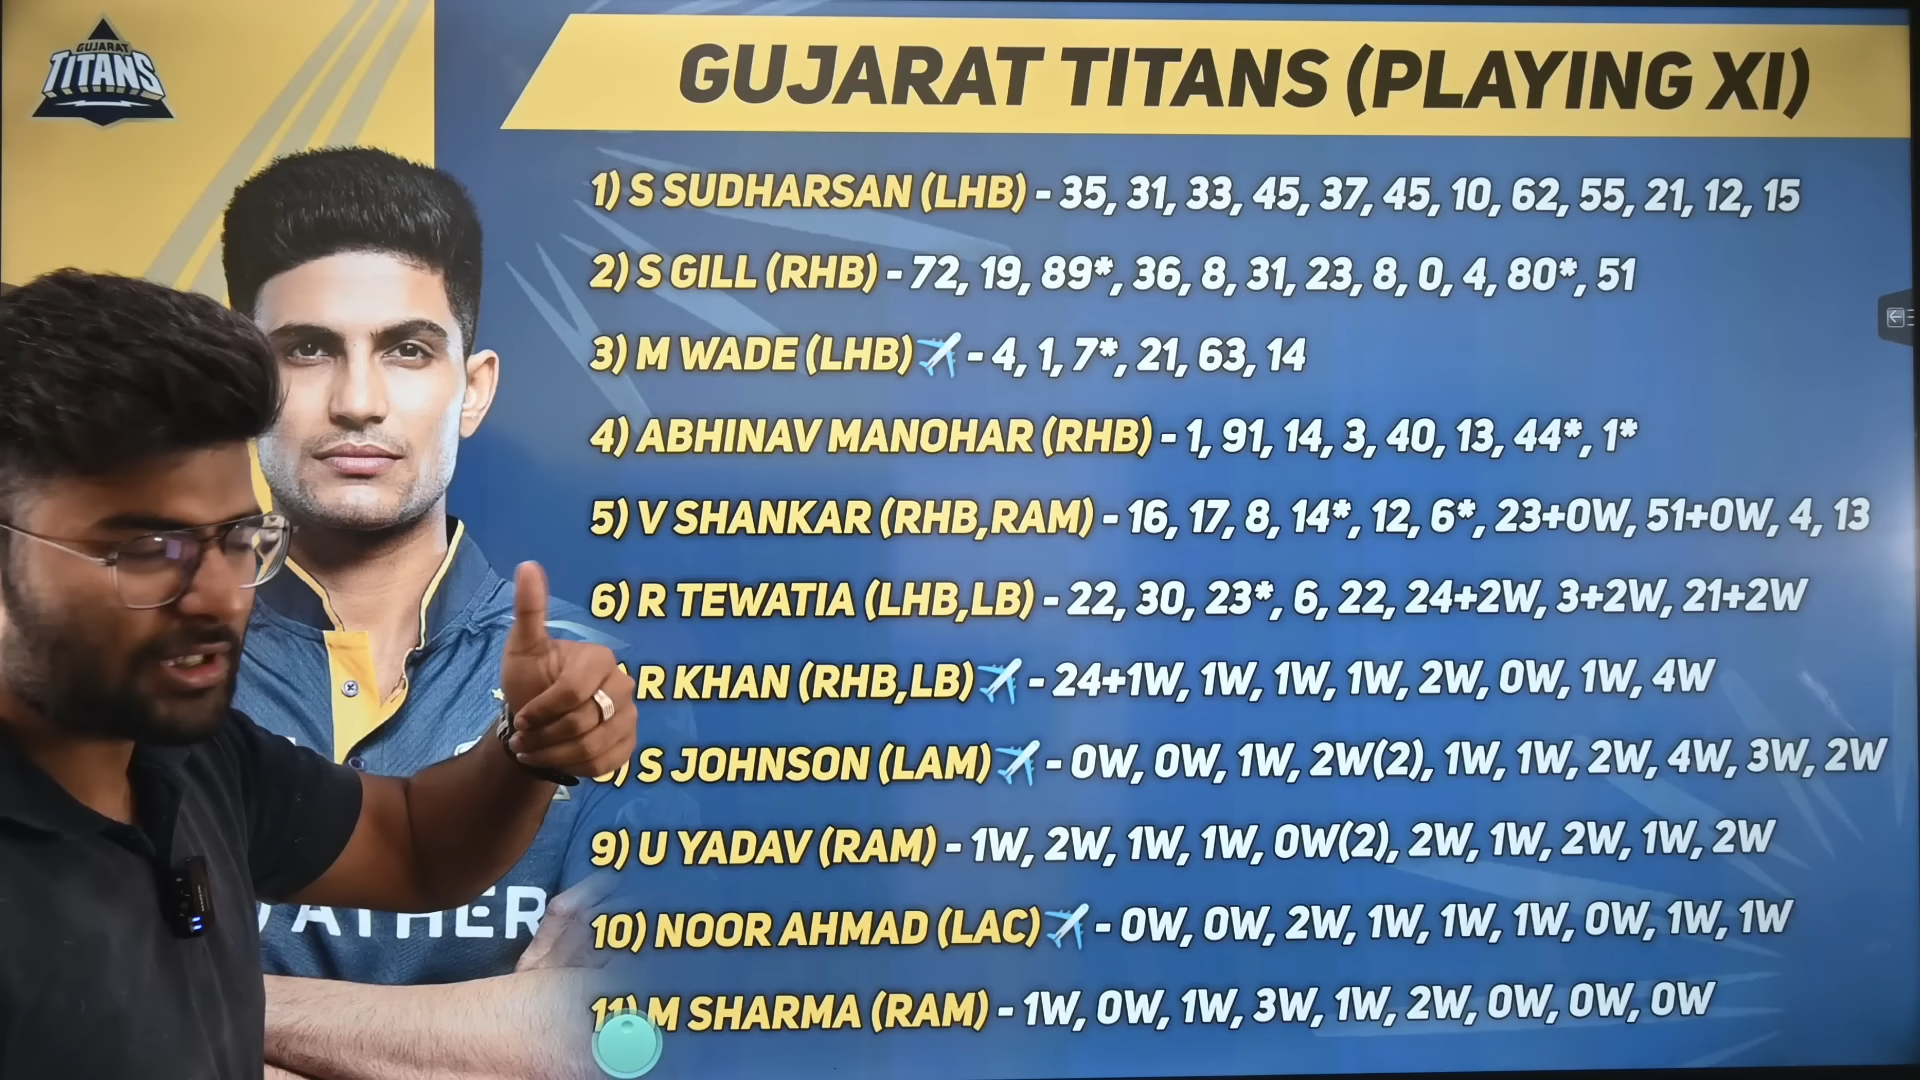 GUJARAT
TITANS
GUJARAT TITANS (PLAYING XI)
1) S SUDHARSAN (LHB) - 35, 31, 33, 45, 37, 45, 10, 62, 55, 21, 12, 15
2) S GILL (RHB) - 72, 19, 89*, 36, 8, 31, 23, 8, 0, 4, 80*, 51
3) M WADE (LHB) ✈️ - 4, 1, 7*, 21, 63, 14
4) ABHINAV MANOHAR (RHB) - 1, 91, 14, 3, 40, 13, 44*, 1*
5) V SHANKAR (RHB,RAM) - 16, 17, 8, 14*, 12, 6*, 23+0W, 51+0W, 4, 13
6) R TEWATIA (LHB,LB) - 22, 30, 23*, 6, 22, 24+2W, 3+2W, 21+2W
) R KHAN (RHB,LB) ✈️ - 24+1W, 1W, 1W, 1W, 2W, 0W, 1W, 4W
8) S JOHNSON (LAM) ✈️ - 0W, 0W, 1W, 2W(2), 1W, 1W, 2W, 4W, 3W, 2W
9) U YADAV (RAM) - 1W, 2W, 1W, 1W, 0W(2), 2W, 1W, 2W, 1W, 2W
10) NOOR AHMAD (LAC) ✈️ - 0W, 0W, 2W, 1W, 1W, 1W, 0W, 1W, 1W
11) M SHARMA (RAM) - 1W, 0W, 1W, 3W, 1W, 2W, 0W, 0W, 0W